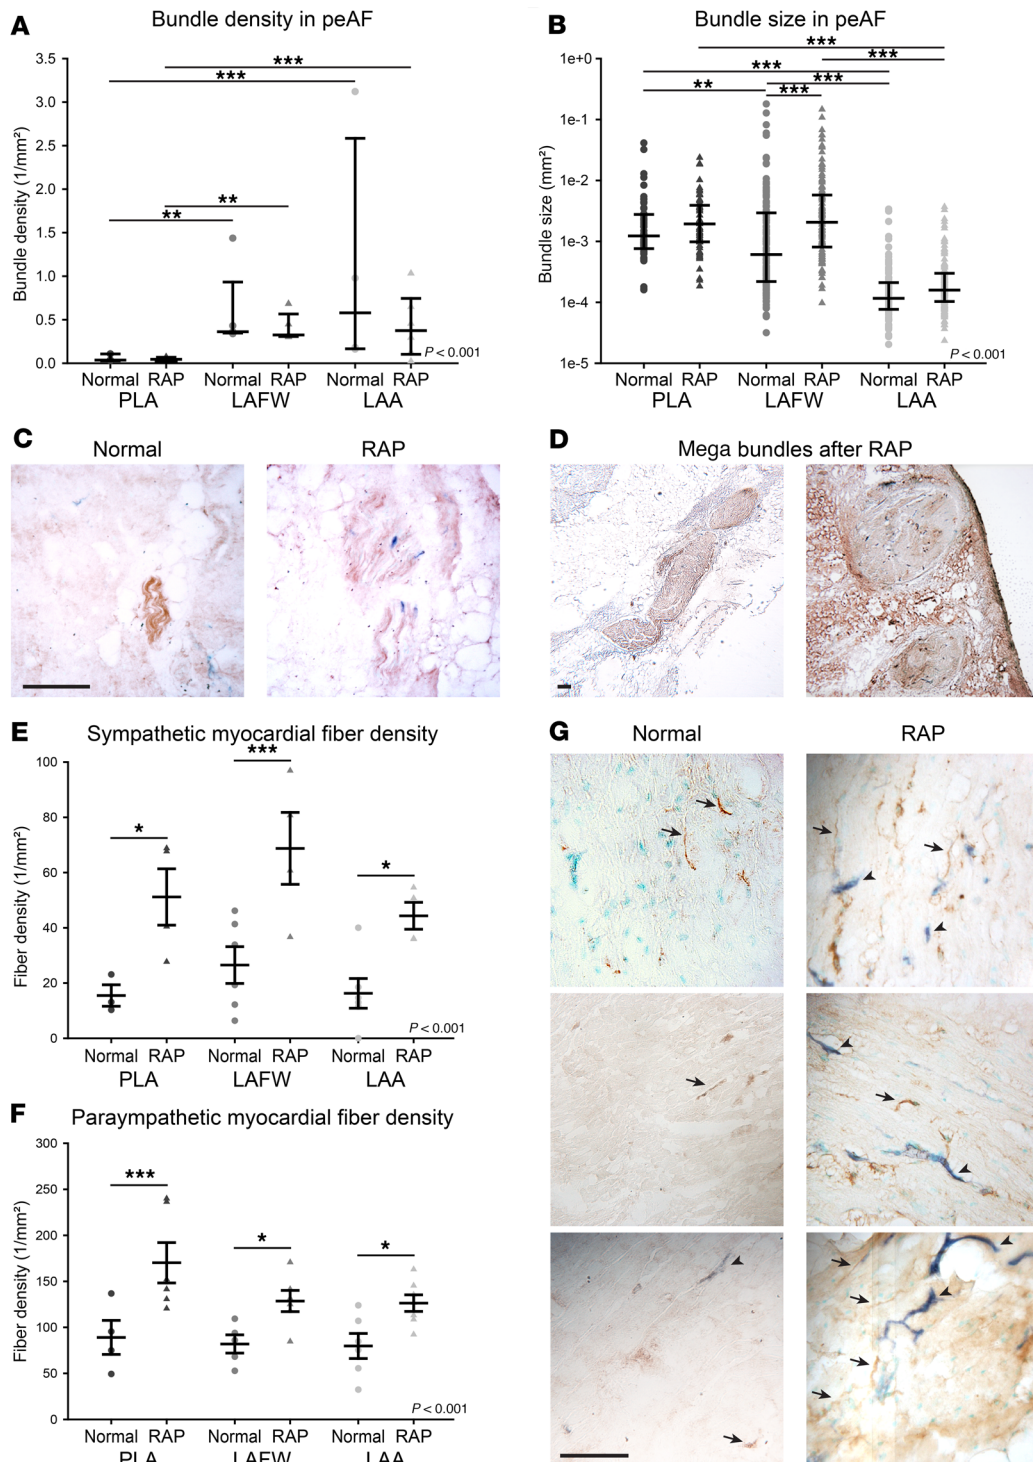 A
Bundle density in peAF
Bundle density (1/mm²)
3.5
3.0
2.5
2.0
1.5
1.0
0.5
0.0
***
***
**
**
P < 0.001
Normal RAP Normal RAP Normal RAP
PLA LAFW LAA
B
Bundle size in peAF
Bundle size (mm²)
1e+0
1e-1
1e-2
1e-3
1e-4
1e-5
***
***
***
***
**
***
P < 0.001
Normal RAP Normal RAP Normal RAP
PLA LAFW LAA
C
Normal RAP
D
Mega bundles after RAP
E
Sympathetic myocardial fiber density
Fiber density (1/mm²)
100
80
60
40
20
0
*
***
*
P < 0.001
Normal RAP Normal RAP Normal RAP
PLA LAFW LAA
F
Paraympathetic myocardial fiber density
Fiber density (1/mm²)
300
250
200
150
100
50
0
***
*
*
P < 0.001
Normal RAP Normal RAP Normal RAP
PLA LAFW LAA
G
Normal RAP